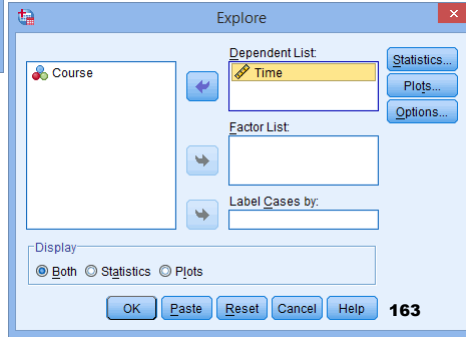 Explore
Dependent List:
Course
Time
Statistics...
Plots...
Options...
Factor List:
Label Cases by:
Display
Both Statistics Plots
OK Paste Reset Cancel Help 163